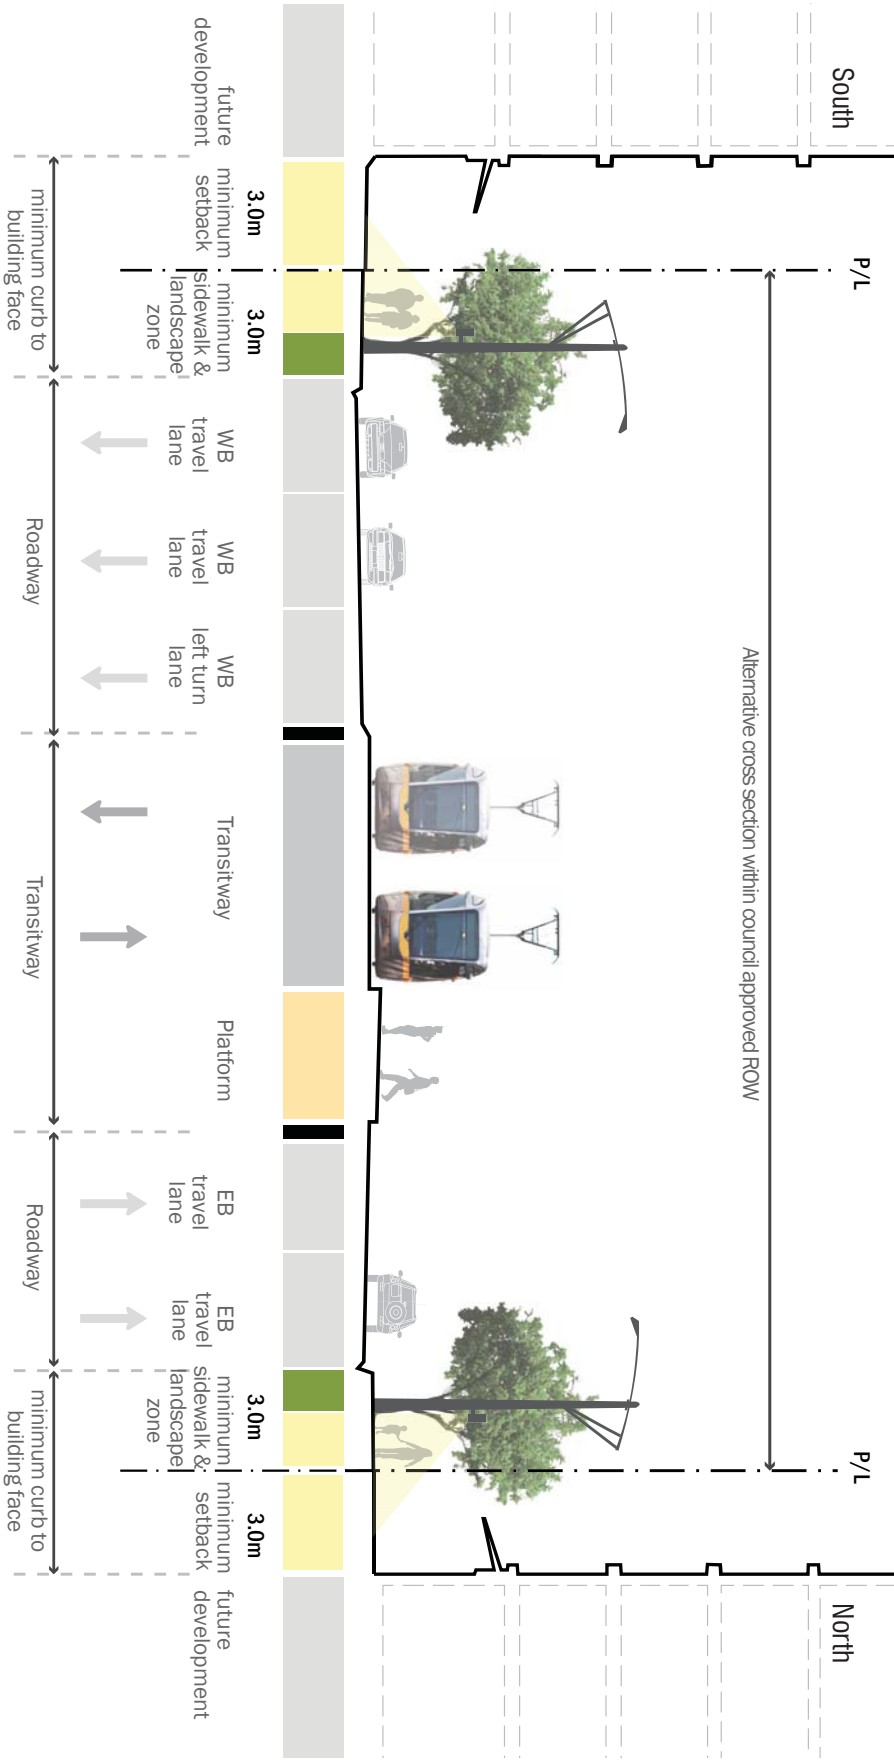 South
North
P/L
P/L
Alternative cross section within council approved ROW
3.0m
3.0m
3.0m
3.0m
future
development
minimum
setback
minimum
sidewalk &
landscape
zone
WB
travel
lane
WB
travel
lane
WB
left turn
lane
Transitway
Platform
EB
travel
lane
EB
travel
lane
minimum
sidewalk &
landscape
zone
minimum
setback
future
development
minimum curb to
building face
Roadway
Transitway
Roadway
minimum curb to
building face